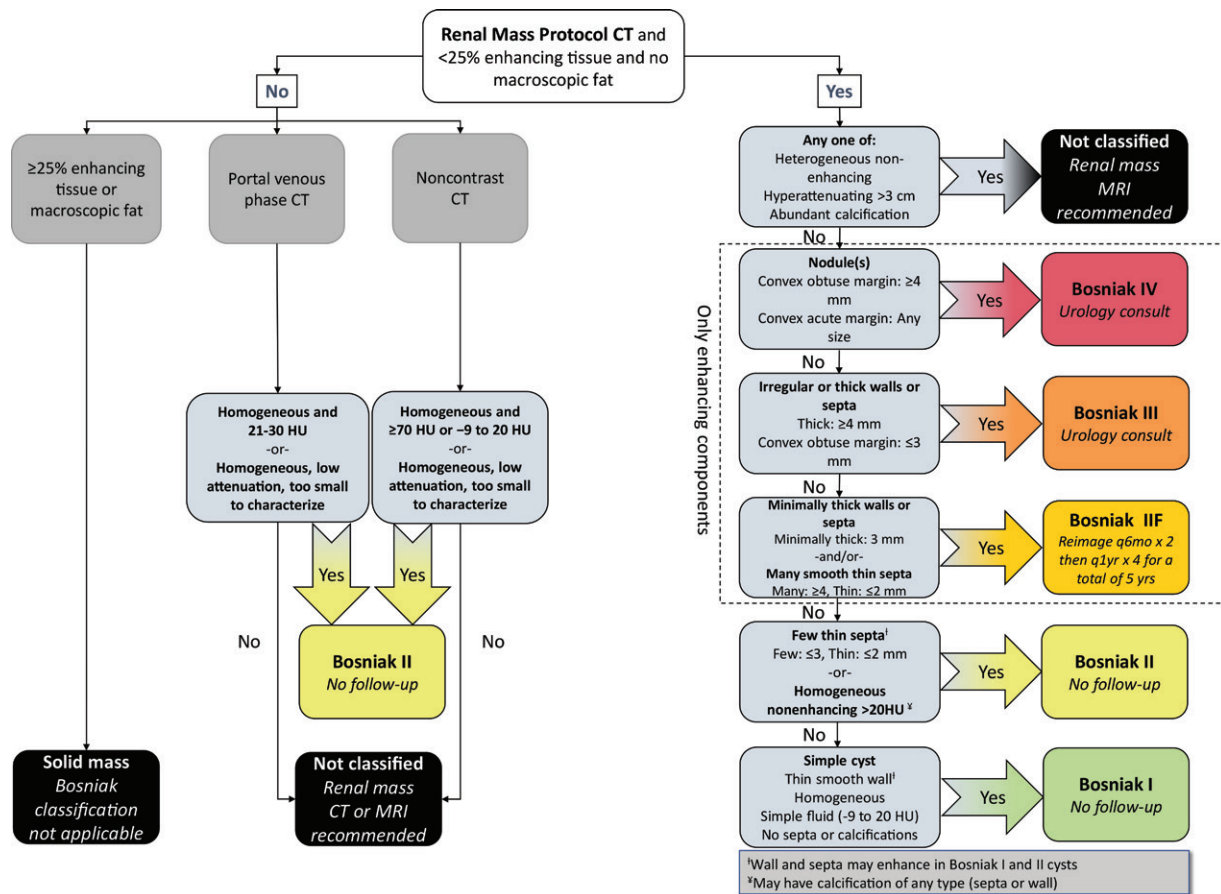 Renal Mass Protocol CT and
<25% enhancing tissue and no
macroscopic fat
No
Yes
≥25% enhancing
tissue or
macroscopic fat
Portal venous
phase CT
Noncontrast
CT
Homogeneous and
21-30 HU
-or-
Homogeneous, low
attenuation, too small
to characterize
Homogeneous and
≥70 HU or –9 to 20 HU
-or-
Homogeneous, low
attenuation, too small
to characterize
Yes
Yes
No
No
Bosniak II
No follow-up
Solid mass
Bosniak
classification
not applicable
Not classified
Renal mass
CT or MRI
recommended
Any one of:
Heterogeneous non-
enhancing
Hyperattenuating >3 cm
Abundant calcification
Yes
Not classified
Renal mass
MRI
recommended
No
Only enhancing components
Nodule(s)
Convex obtuse margin: ≥4
mm
Convex acute margin: Any
size
Yes
Bosniak IV
Urology consult
No
Irregular or thick walls or
septa
Thick: ≥4 mm
Convex obtuse margin: ≤3
mm
Yes
Bosniak III
Urology consult
No
Minimally thick walls or
septa
Minimally thick: 3 mm
-and/or-
Many smooth thin septa
Many: ≥4, Thin: ≤2 mm
Yes
Bosniak IIF
Reimage q6mo x 2
then q1yr x 4 for a
total of 5 yrs
No
Few thin septaƚ
Few: ≤3, Thin: ≤2 mm
-or-
Homogeneous
nonenhancing >20HU ¥
Yes
Bosniak II
No follow-up
No
Simple cyst
Thin smooth wallƚ
Homogeneous
Simple fluid (-9 to 20 HU)
No septa or calcifications
Yes
Bosniak I
No follow-up
ƚWall and septa may enhance in Bosniak I and II cysts
¥May have calcification of any type (septa or wall)